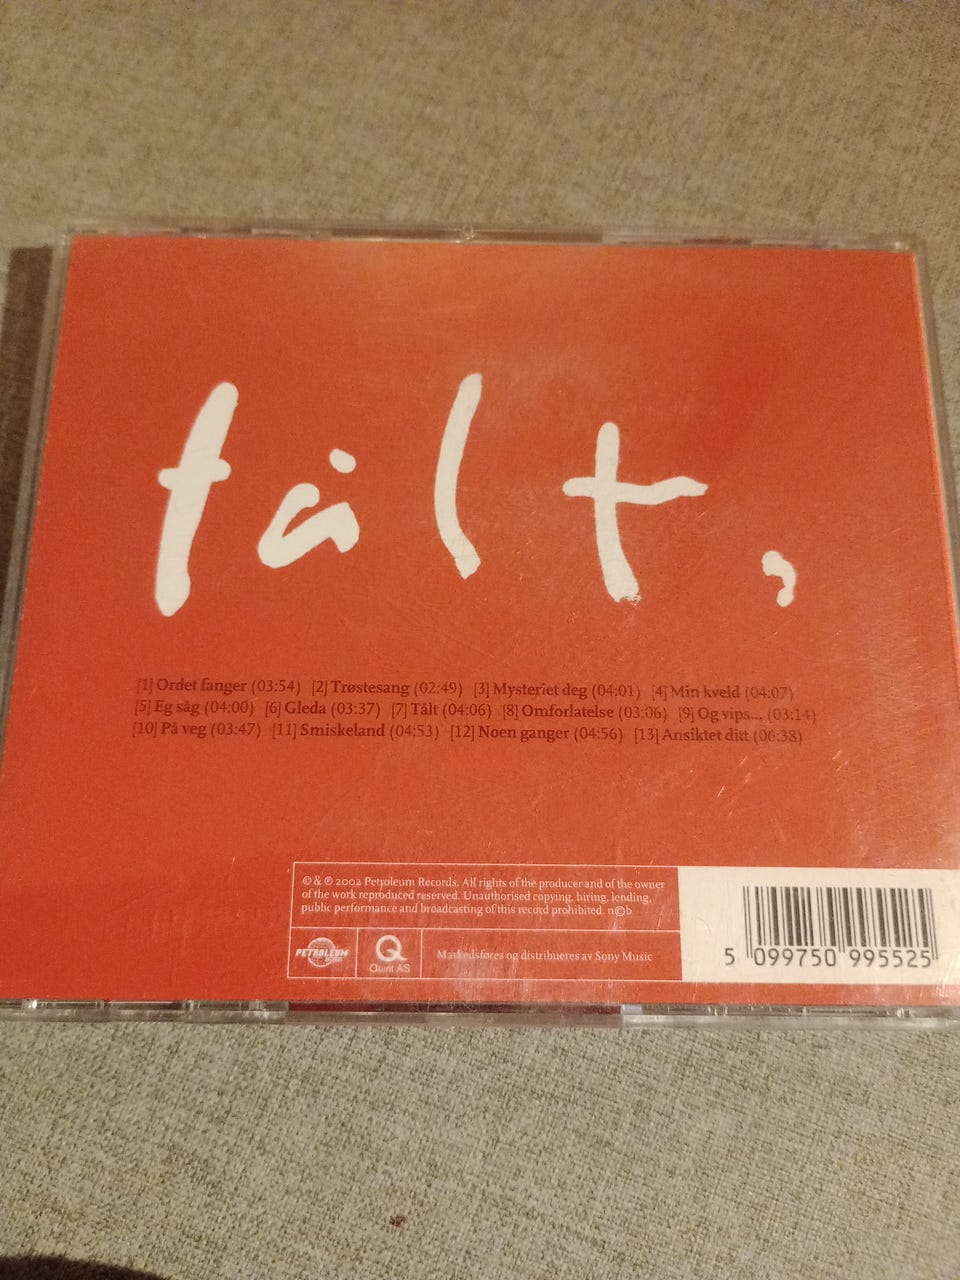 tålt,
[1] Ordet fanger (03:54) [2] Trøstesang (02:49) [3] Mysteriet deg (04:01) [4] Min kveld (04:07)
[5] Eg såg (04:00) [6] Gleda (03:37) [7] Tålt (04:06) [8] Omforlatelse (03:06) [9] Og vips... (03:14)
[10] På veg (03:47) [11] Smiskeland (04:53) [12] Noen ganger (04:56) [13] Ansiktet ditt (06:38)
© & ℗ 2002 Petroleum Records. All rights of the producer and of the owner
of the work reproduced reserved. Unauthorised copying, hiring, lending,
public performance and broadcasting of this record prohibited. n©b
PETROLEUM
Q
Quint AS
Markedsføres og distribueres av Sony Music
5 099750 995525